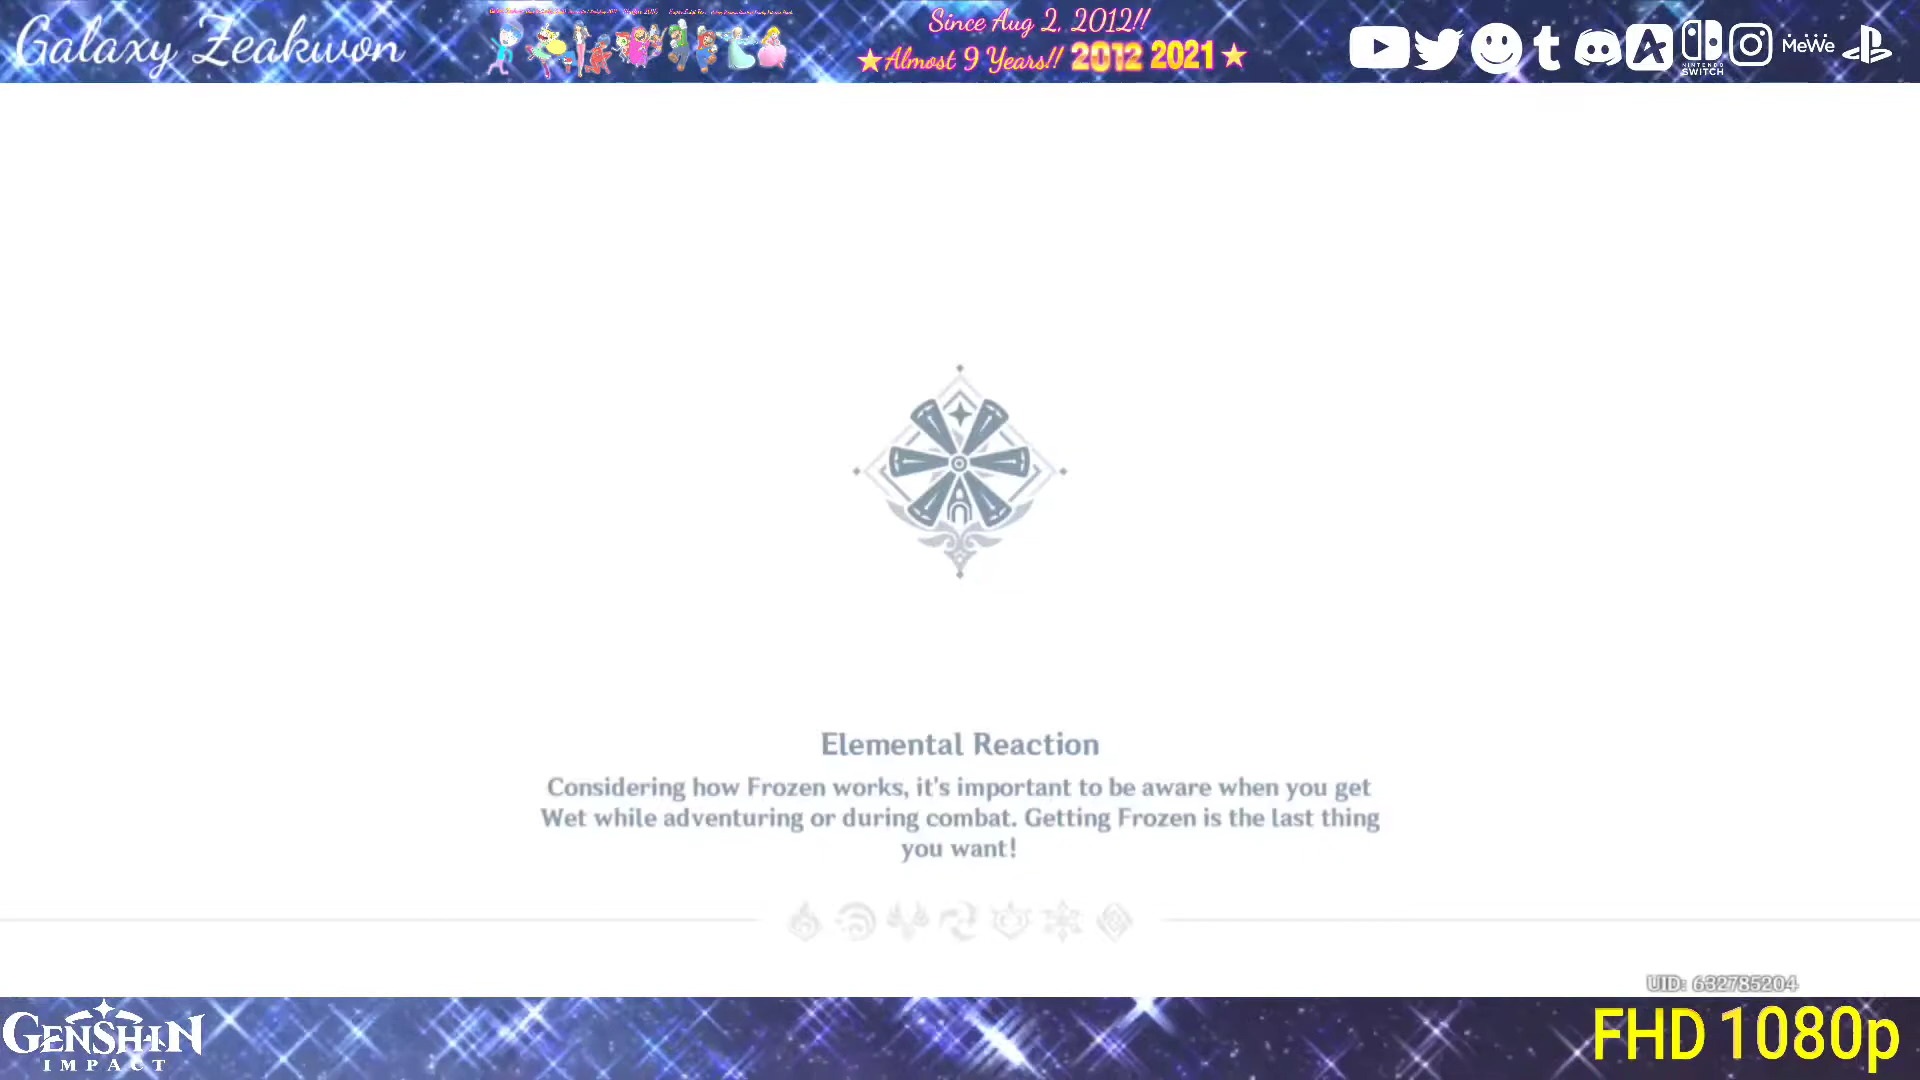 Galaxy Zeakwon
Since Aug 2, 2012!!
★Almost 9 Years!! 2012 2021 ★
NINTENDO
SWITCH
MeWe
Elemental Reaction
Considering how Frozen works, it's important to be aware when you get
Wet while adventuring or during combat. Getting Frozen is the last thing
you want!
UID: 632785204
GENSHIN
IMPACT
FHD 1080p